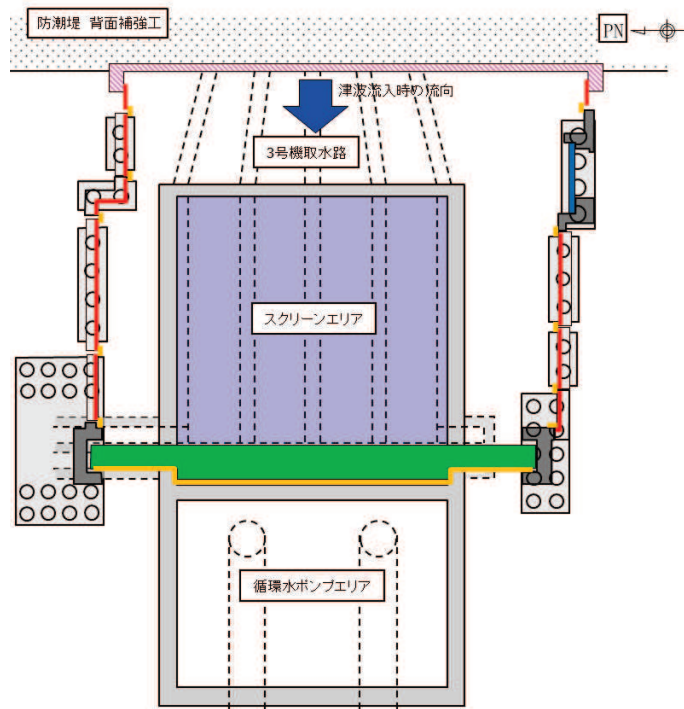 防潮堤 背面補強工
PN
津波流入時の流向
3号機取水路
スクリーンエリア
循環水ポンプエリア